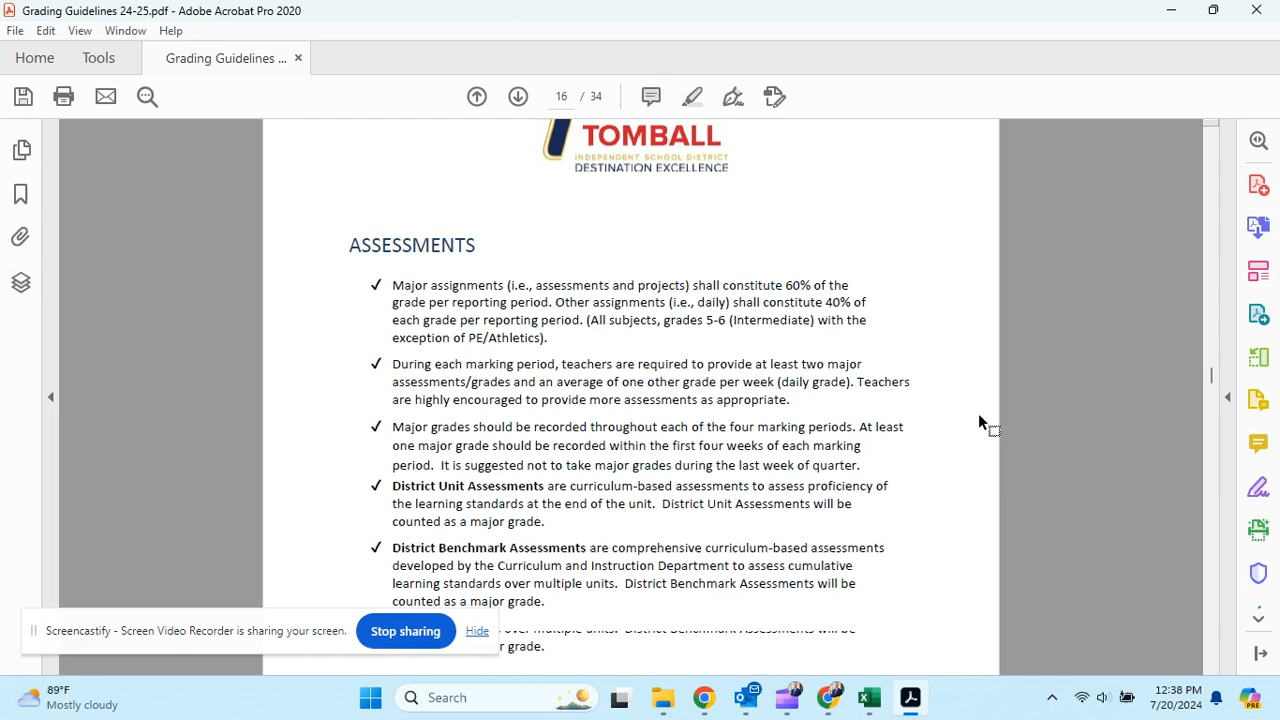 Grading Guidelines 24-25.pdf - Adobe Acrobat Pro 2020
File Edit View Window Help
Home Tools Grading Guidelines ... ×
16 / 34
TOMBALL
INDEPENDENT SCHOOL DISTRICT
DESTINATION EXCELLENCE
ASSESSMENTS
✓ Major assignments (i.e., assessments and projects) shall constitute 60% of the
grade per reporting period. Other assignments (i.e., daily) shall constitute 40% of
each grade per reporting period. (All subjects, grades 5-6 (Intermediate) with the
exception of PE/Athletics).
✓ During each marking period, teachers are required to provide at least two major
assessments/grades and an average of one other grade per week (daily grade). Teachers
are highly encouraged to provide more assessments as appropriate.
✓ Major grades should be recorded throughout each of the four marking periods. At least
one major grade should be recorded within the first four weeks of each marking
period. It is suggested not to take major grades during the last week of quarter.
✓ District Unit Assessments are curriculum-based assessments to assess proficiency of
the learning standards at the end of the unit. District Unit Assessments will be
counted as a major grade.
✓ District Benchmark Assessments are comprehensive curriculum-based assessments
developed by the Curriculum and Instruction Department to assess cumulative
learning standards over multiple units. District Benchmark Assessments will be
counted as a major grade.
Screencastify - Screen Video Recorder is sharing your screen. Stop sharing Hide
over multiple units. District Benchmark Assessments will be
r grade.
89°F
Mostly cloudy
Search
12:38 PM
7/20/2024
PRE